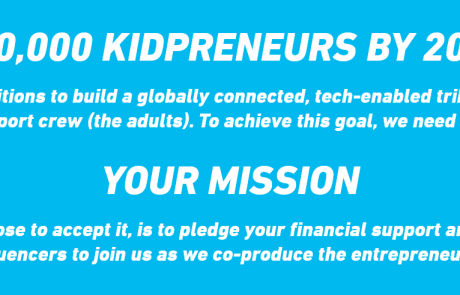 0,000 KIDPRENEURS BY 20
itions to build a globally connected, tech-enabled tri
port crew (the adults). To achieve this goal, we need
YOUR MISSION
ose to accept it, is to pledge your financial support a
uencers to join us as we co-produce the entrepreneu